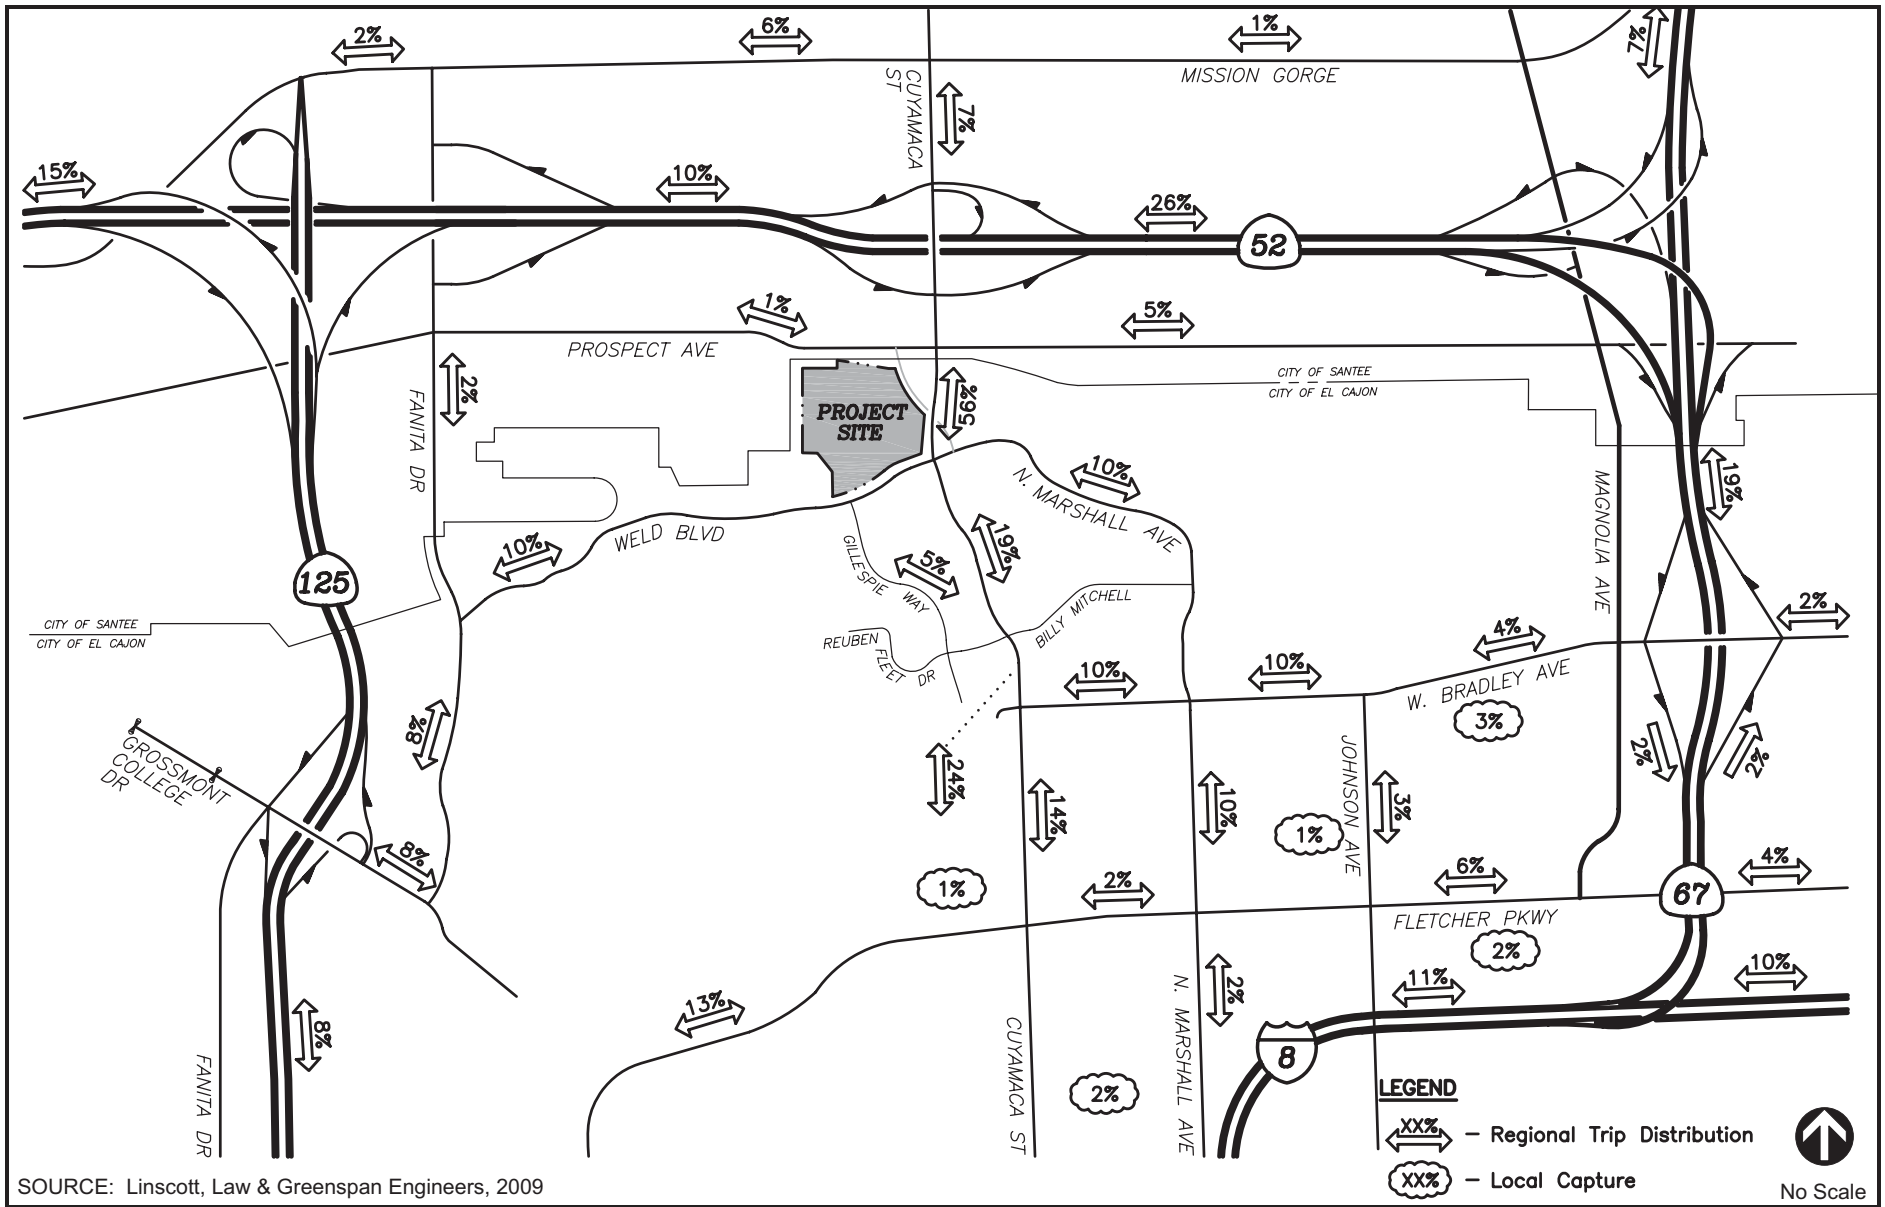 2%
6%
1%
7%
MISSION GORGE
CUYAMACA
ST
7%
15%
10%
26%
52
1%
5%
PROSPECT AVE
CITY OF SANTEE
CITY OF EL CAJON
2%
FANITA DR
PROJECT
SITE
56%
10%
N. MARSHALL AVE
MAGNOLIA AVE
19%
10%
WELD BLVD
GILLESPIE WAY
5%
19%
125
BILLY MITCHELL
2%
CITY OF SANTEE
CITY OF EL CAJON
REUBEN
FLEET DR
4%
10%
10%
W. BRADLEY AVE
3%
8%
GROSSMONT
COLLEGE
DR
24%
14%
10%
JOHNSON AVE
3%
1%
2%
2%
8%
1%
2%
6%
4%
67
FLETCHER PKWY
2%
13%
2%
11%
10%
8%
FANITA DR
CUYAMACA ST
N. MARSHALL AVE
8
2%
LEGEND
XX% – Regional Trip Distribution
XX% – Local Capture
SOURCE: Linscott, Law & Greenspan Engineers, 2009
No Scale